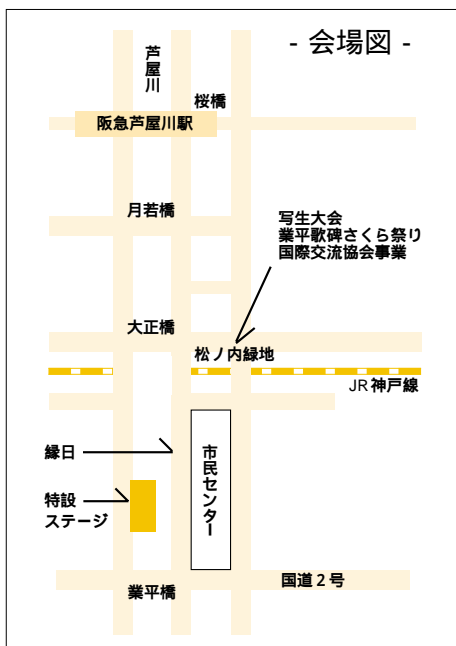 - 会場図 -
芦屋川
桜橋
阪急芦屋川駅
月若橋
写生大会
業平歌碑さくら祭り
国際交流協会事業
大正橋
松ノ内緑地
JR神戸線
縁日
市民センター
特設
ステージ
国道2号
業平橋